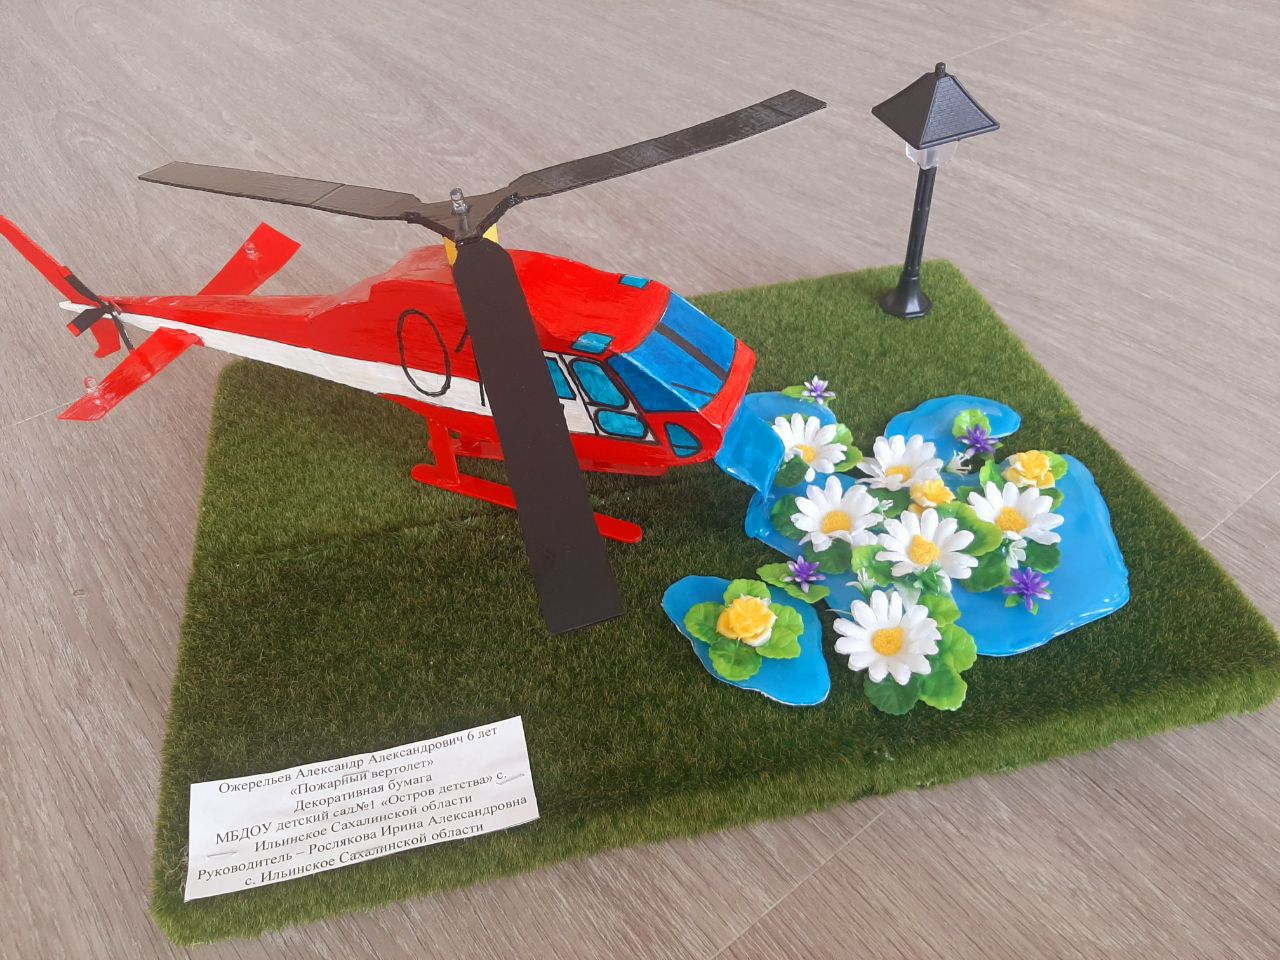 Ожерельев Александр Александрович 6 лет
«Пожарный вертолет»
Декоративная бумага
МБДОУ детский сад№1 «Остров детства» с.
Ильинское Сахалинской области
Руководитель – Рослякова Ирина Александровна
с. Ильинское Сахалинской области